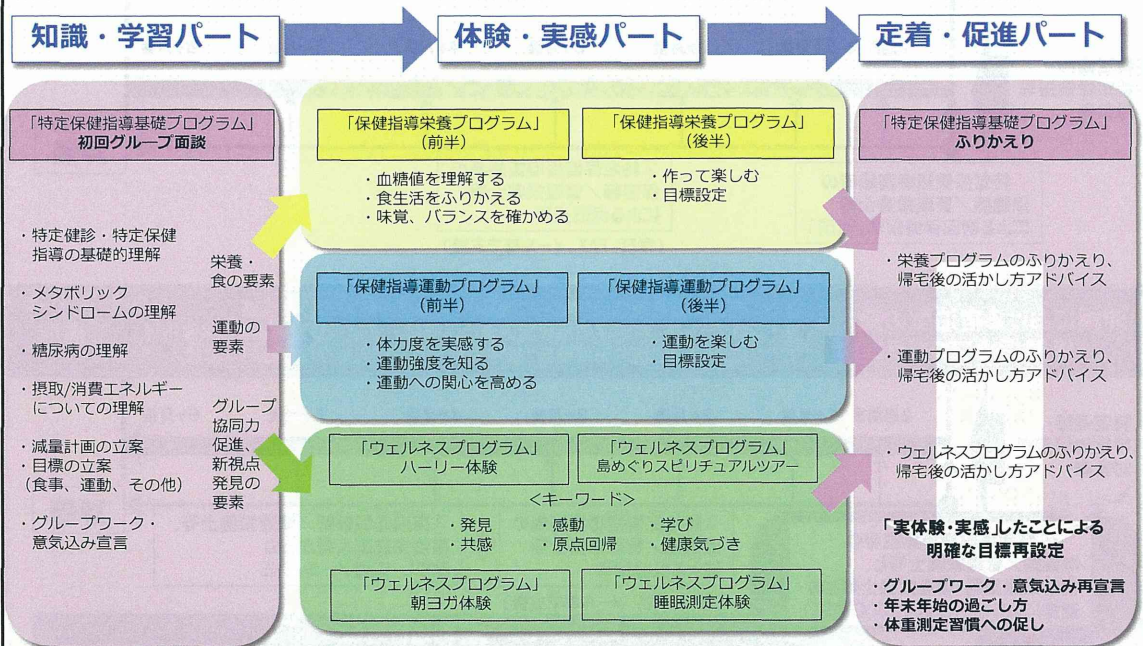 知識・学習パート
体験・実感パート
定着・促進パート
「特定保健指導基礎プログラム」
初回グループ面談
・特定健診・特定保健
指導の基礎的理解
・メタボリック
シンドロームの理解
・糖尿病の理解
・摂取/消費エネルギー
についての理解
・減量計画の立案
・目標の立案
(食事、運動、その他)
・グループワーク・
意気込み宣言
栄養・
食の要素
運動の
要素
グループ
協同力
促進、
新視点
発見の
要素
「保健指導栄養プログラム」
(前半)
・血糖値を理解する
・食生活をふりかえる
・味覚、バランスを確かめる
「保健指導栄養プログラム」
(後半)
・作って楽しむ
・目標設定
「保健指導運動プログラム」
(前半)
・体力度を実感する
・運動強度を知る
・運動への関心を高める
「保健指導運動プログラム」
(後半)
・運動を楽しむ
・目標設定
「ウェルネスプログラム」
ハーリー体験
「ウェルネスプログラム」
島めぐりスピリチュアルツアー
<キーワード>
・発見 ・感動 ・学び
・共感 ・原点回帰 ・健康気づき
「ウェルネスプログラム」
朝ヨガ体験
「ウェルネスプログラム」
睡眠測定体験
「特定保健指導基礎プログラム」
ふりかえり
・栄養プログラムのふりかえり、
帰宅後の活かし方アドバイス
・運動プログラムのふりかえり、
帰宅後の活かし方アドバイス
・ウェルネスプログラムのふりかえり、
帰宅後の活かし方アドバイス
「実体験・実感」したことによる
明確な目標再設定
・グループワーク・意気込み再宣言
・年末年始の過ごし方
・体重測定習慣への促し